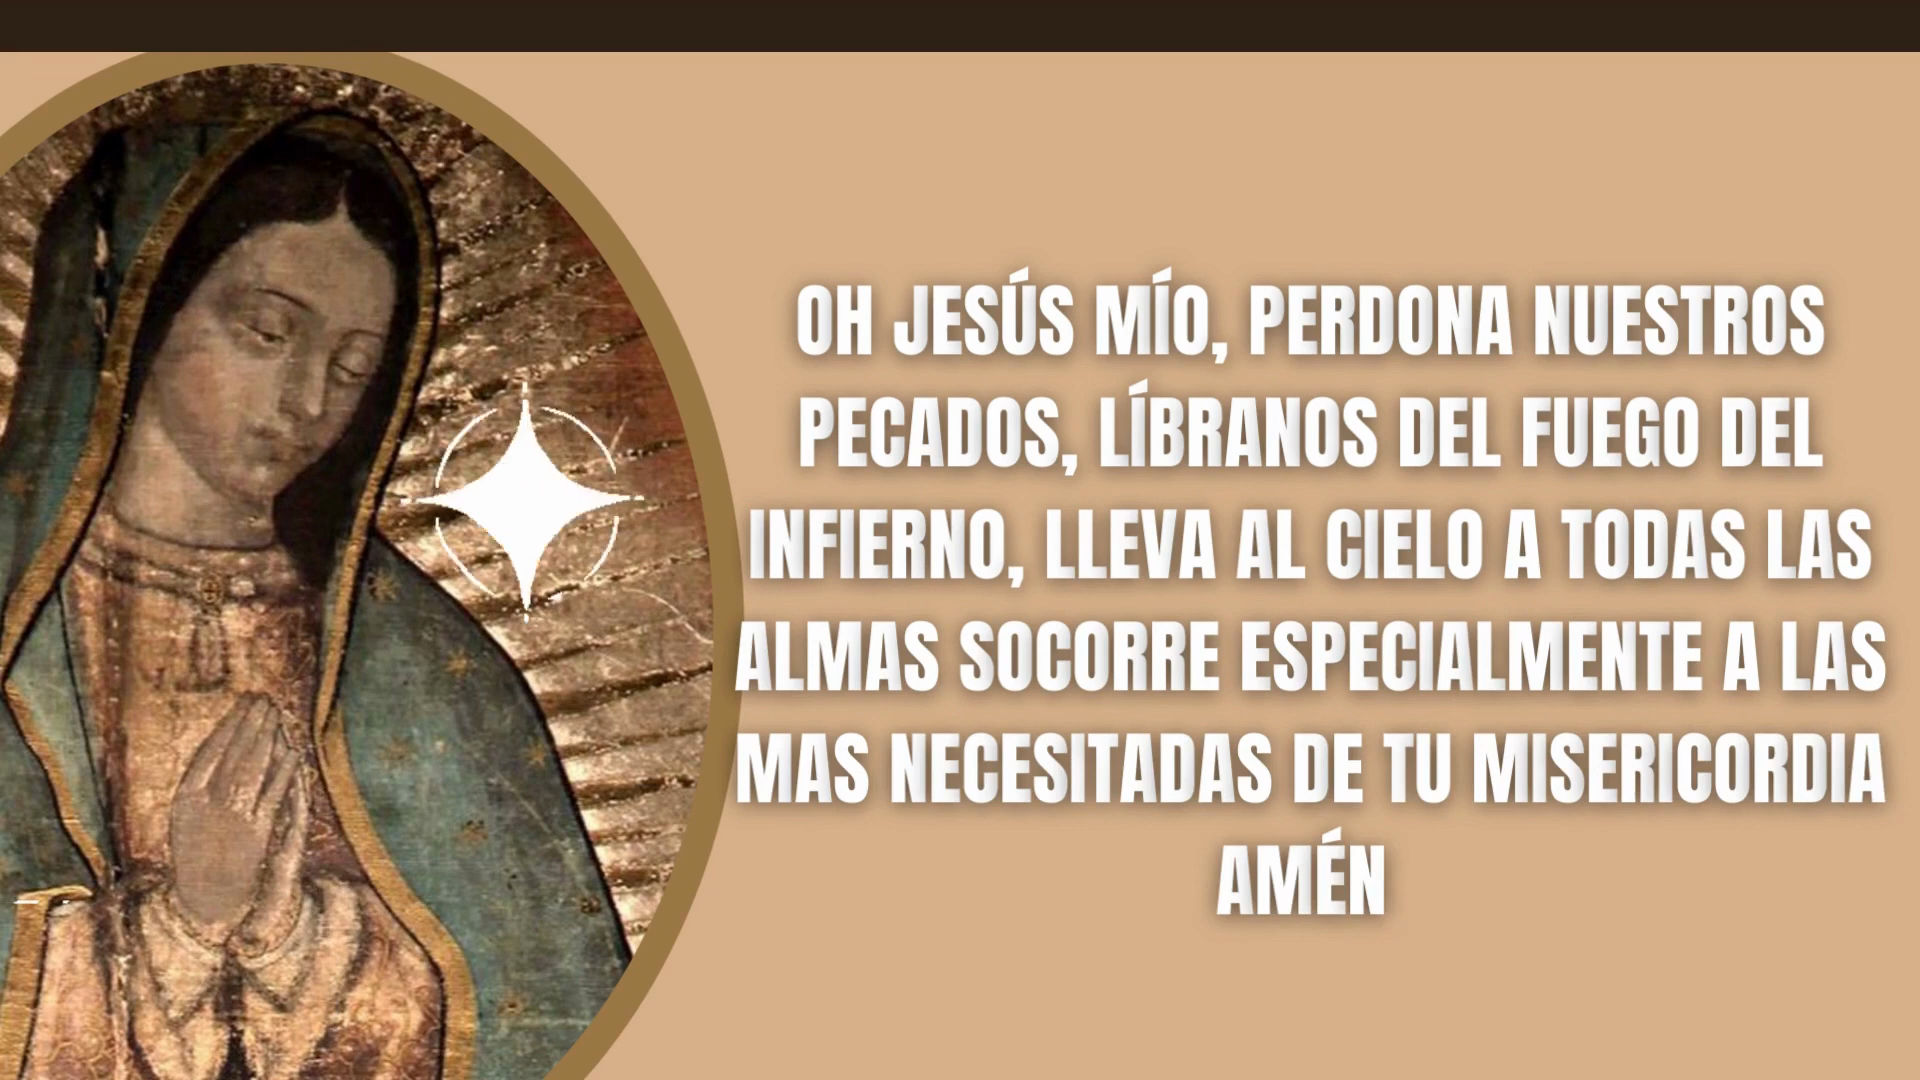 OH JESÚS MÍO, PERDONA NUESTROS
PECADOS, LÍBRANOS DEL FUEGO DEL
INFIERNO, LLEVA AL CIELO A TODAS LAS
ALMAS SOCORRE ESPECIALMENTE A LAS
MAS NECESITADAS DE TU MISERICORDIA
AMÉN